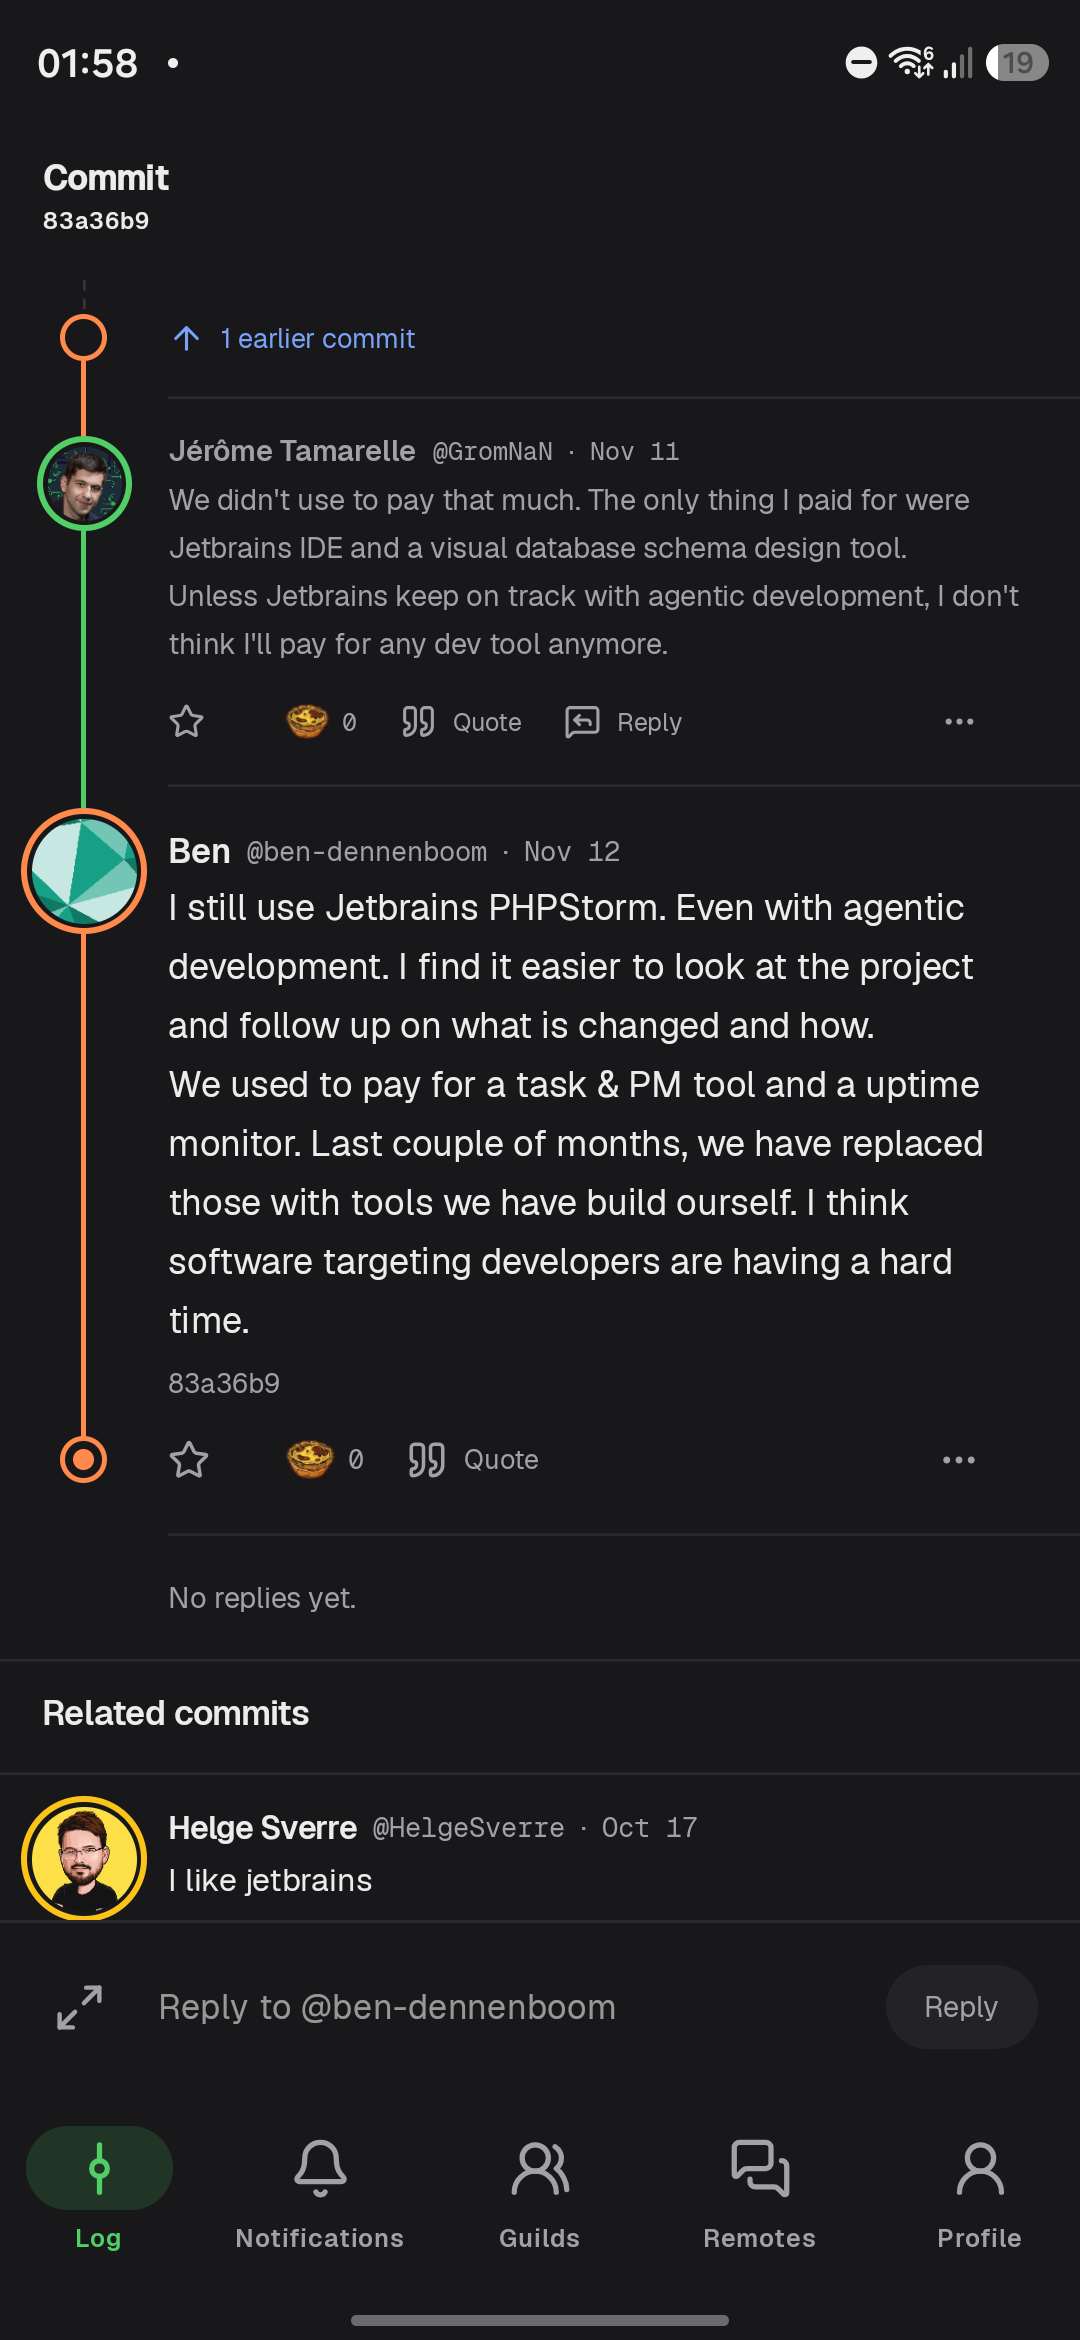 01:58
6
19
Commit
83a36b9
1 earlier commit
Jérôme Tamarelle @GromNaN · Nov 11
We didn't use to pay that much. The only thing I paid for were
Jetbrains IDE and a visual database schema design tool.
Unless Jetbrains keep on track with agentic development, I don't
think I'll pay for any dev tool anymore.
0 Quote Reply
Ben @ben-dennenboom · Nov 12
I still use Jetbrains PHPStorm. Even with agentic
development. I find it easier to look at the project
and follow up on what is changed and how.
We used to pay for a task & PM tool and a uptime
monitor. Last couple of months, we have replaced
those with tools we have build ourself. I think
software targeting developers are having a hard
time.
83a36b9
0 Quote
No replies yet.
Related commits
Helge Sverre @HelgeSverre · Oct 17
I like jetbrains
Reply to @ben-dennenboom Reply
Log Notifications Guilds Remotes Profile